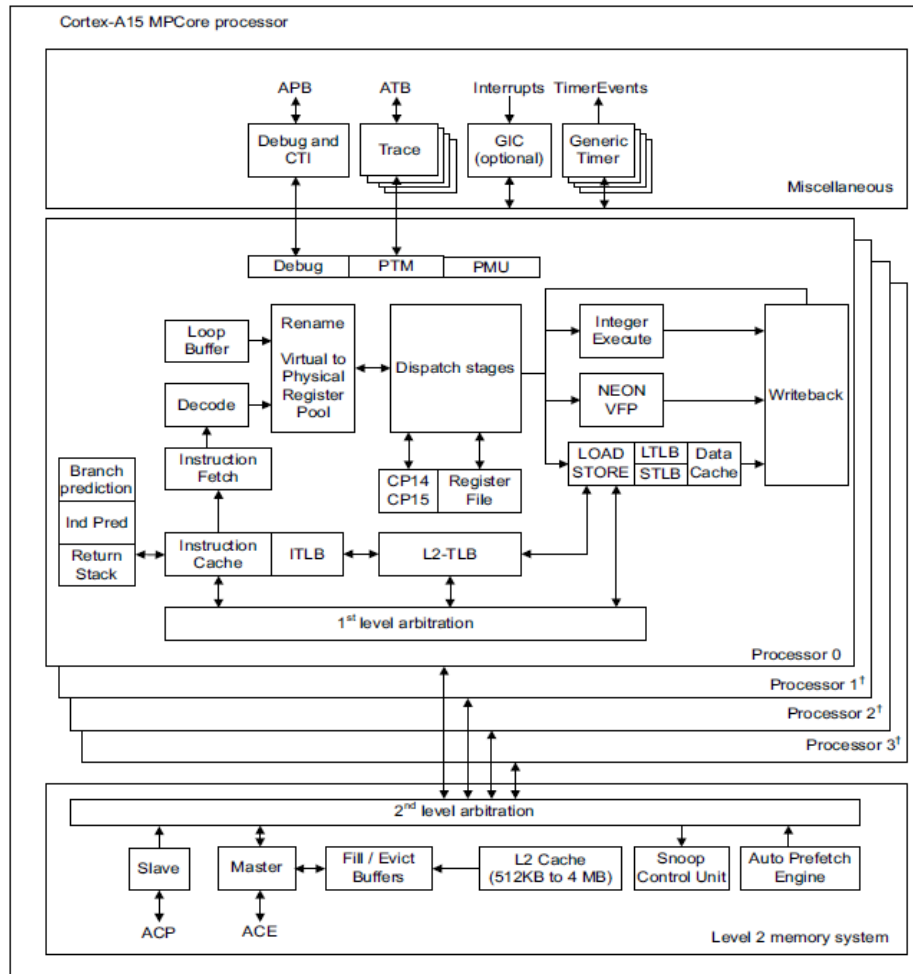 Cortex-A15 MPCore processor
APB
ATB
Interrupts
TimerEvents
Debug and
CTI
Trace
GIC
(optional)
Generic
Timer
Miscellaneous
Debug
PTM
PMU
Loop
Buffer
Rename
Virtual to
Physical
Register
Pool
Dispatch stages
Integer
Execute
Writeback
Decode
NEON
VFP
Instruction
Fetch
LOAD
STORE
LTLB
STLB
Data
Cache
Branch
prediction
Ind Pred
Return
Stack
CP14
CP15
Register
File
Instruction
Cache
ITLB
L2-TLB
1st level arbitration
Processor 0
Processor 1†
Processor 2†
Processor 3†
2nd level arbitration
Slave
Master
Fill / Evict
Buffers
L2 Cache
(512KB to 4 MB)
Snoop
Control Unit
Auto Prefetch
Engine
ACP
ACE
Level 2 memory system